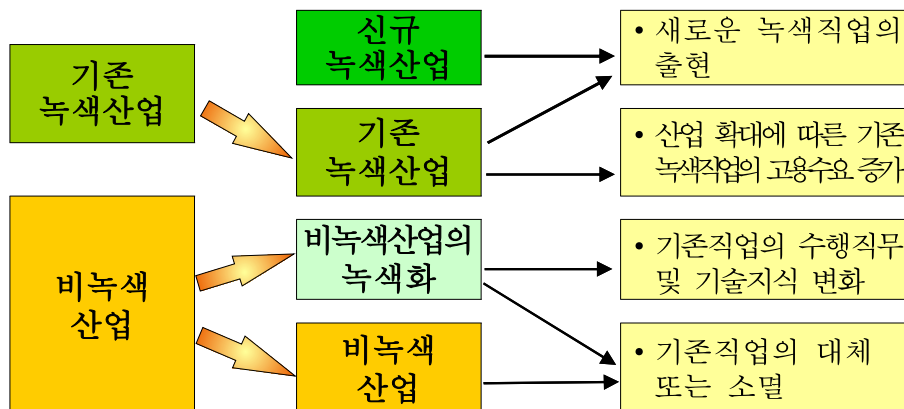 기존
녹색산업
비녹색
산업
신규
녹색산업
기존
녹색산업
비녹색산업의
녹색화
비녹색
산업
• 새로운 녹색직업의
출현
• 산업 확대에 따른 기존
녹색직업의 고용수요 증가
• 기존직업의 수행직무
및 기술지식 변화
• 기존직업의 대체
또는 소멸